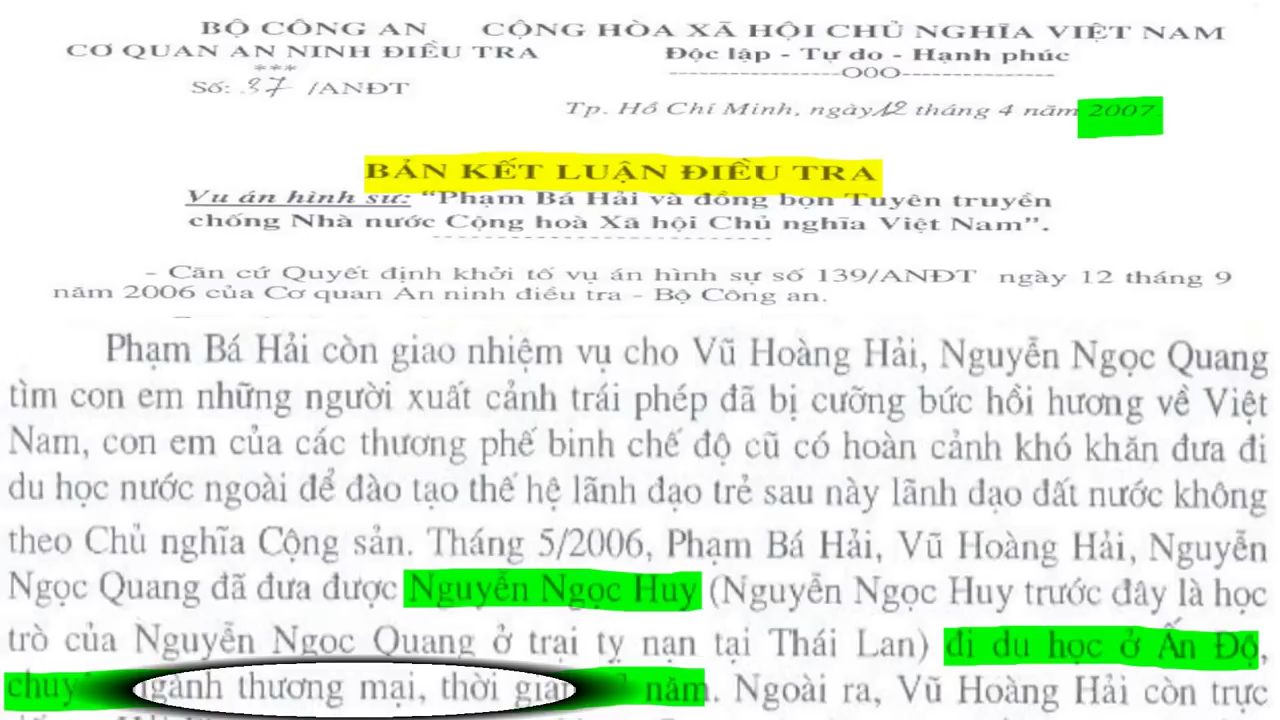 BỘ CÔNG AN CỘNG HÒA XÃ HỘI CHỦ NGHĨA VIỆT NAM
CƠ QUAN AN NINH ĐIỀU TRA Độc lập - Tự do - Hạnh phúc
*** -----------------OOO---------------
Số: 37 /ANĐT
Tp. Hồ Chí Minh, ngày 12 tháng 4 năm 2007.
BẢN KẾT LUẬN ĐIỀU TRA
Vụ án hình sự: “Phạm Bá Hải và đồng bọn Tuyên truyền
chống Nhà nước Cộng hoà Xã hội Chủ nghĩa Việt Nam”.
- Căn cứ Quyết định khởi tố vụ án hình sự số 139/ANĐT ngày 12 tháng 9
năm 2006 của Cơ quan An ninh điều tra - Bộ Công an.
Phạm Bá Hải còn giao nhiệm vụ cho Vũ Hoàng Hải, Nguyễn Ngọc Quang
tìm con em những người xuất cảnh trái phép đã bị cưỡng bức hồi hương về Việt
Nam, con em của các thương phế binh chế độ cũ có hoàn cảnh khó khăn đưa đi
du học nước ngoài để đào tạo thế hệ lãnh đạo trẻ sau này lãnh đạo đất nước không
theo Chủ nghĩa Cộng sản. Tháng 5/2006, Phạm Bá Hải, Vũ Hoàng Hải, Nguyễn
Ngọc Quang đã đưa được Nguyễn Ngọc Huy (Nguyễn Ngọc Huy trước đây là học
trò của Nguyễn Ngọc Quang ở trại tỵ nạn tại Thái Lan) đi du học ở Ấn Độ,
ngành thương mại, thời gian năm. Ngoài ra, Vũ Hoàng Hải còn trực